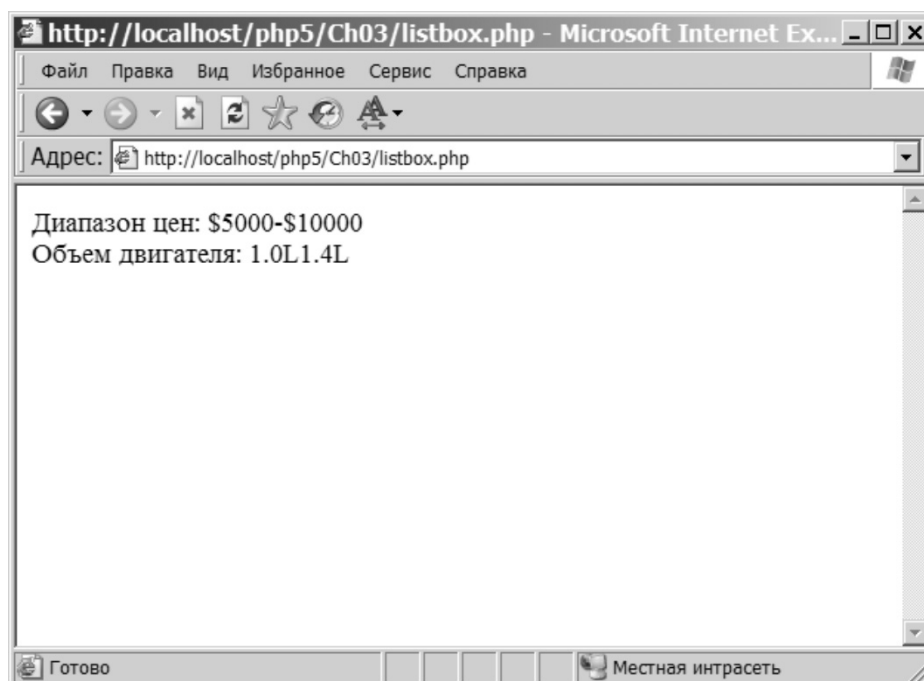 http://localhost/php5/Ch03/listbox.php - Microsoft Internet Ex...
Файл Правка Вид Избранное Сервис Справка
Адрес: http://localhost/php5/Ch03/listbox.php
Диапазон цен: $5000-$10000
Объем двигателя: 1.0L1.4L
Готово Местная интрасеть